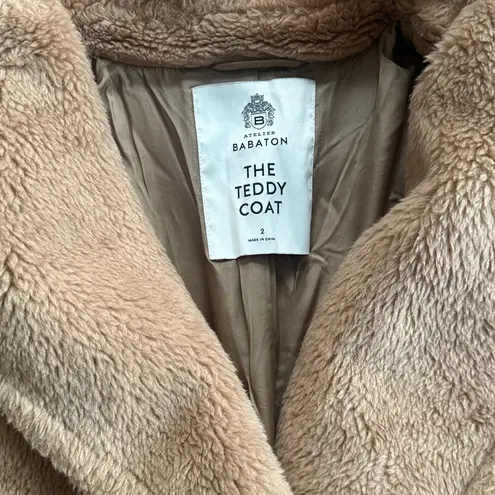 B
ATELIER
BABATON
THE
TEDDY
COAT
2
MADE IN CHINA